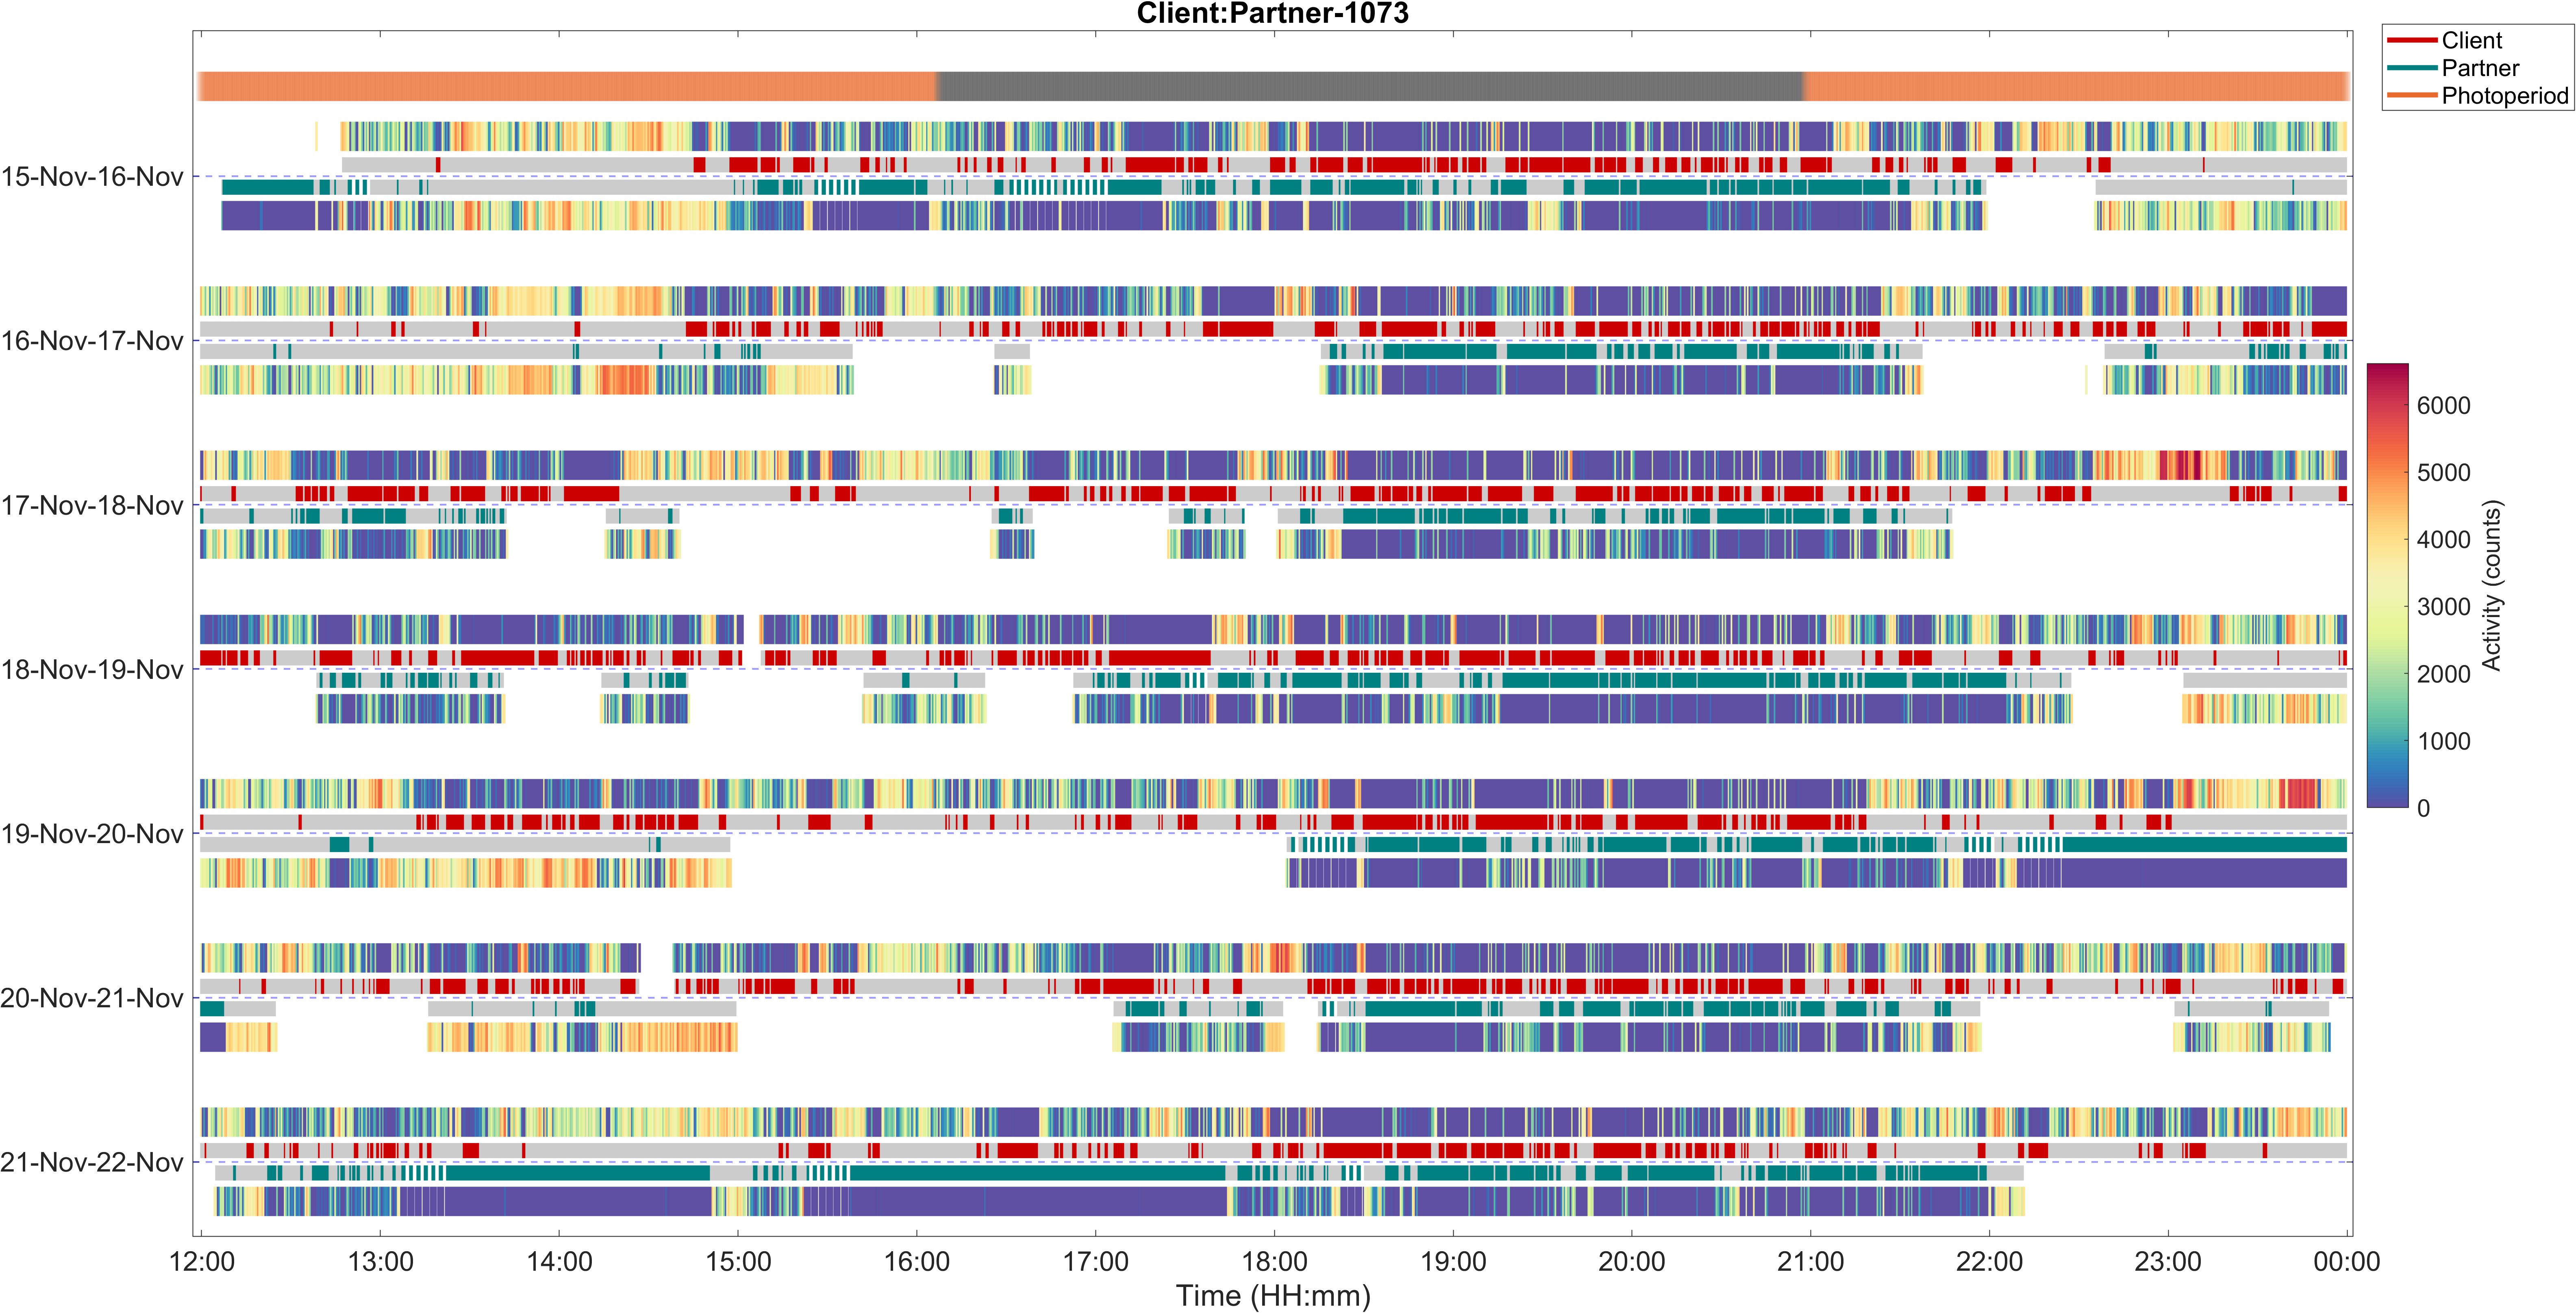 Client:Partner-1073
Client
Partner
Photoperiod
15-Nov-16-Nov
16-Nov-17-Nov
17-Nov-18-Nov
18-Nov-19-Nov
19-Nov-20-Nov
20-Nov-21-Nov
21-Nov-22-Nov
6000
5000
4000
3000
2000
1000
0
Activity (counts)
12:00 13:00 14:00 15:00 16:00 17:00 18:00 19:00 20:00 21:00 22:00 23:00 00:00
Time (HH:mm)